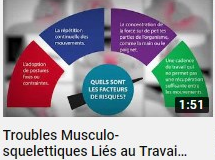 L'adoption
de postures
fixes ou
contraintes.
La répétition
continuelle des
mouvements.
La concentration de
la force sur de petites
parties de l'organisme,
comme la main ou le
poignet.
Une cadence
de travail qui
ne permet pas
une récupération
suffisante entre
les mouvements.
QUELS SONT
LES FACTEURS
DE RISQUES?
1:51
Troubles Musculo-
squelettiques Liés au Travai...